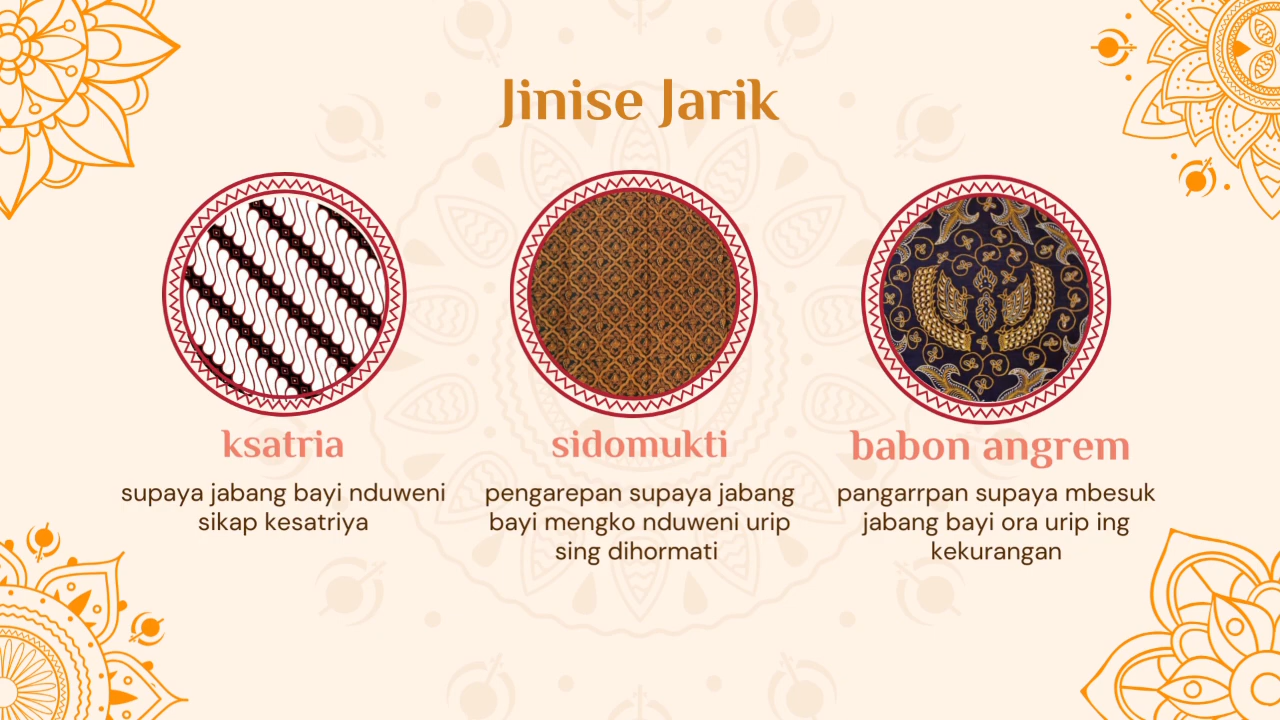 Jinise Jarik
ksatria
supaya jabang bayi nduweni
sikap kesatriya
sidomukti
pengarepan supaya jabang
bayi mengko nduweni urip
sing dihormati
babon angrem
pangarrpan supaya mbesuk
jabang bayi ora urip ing
kekurangan